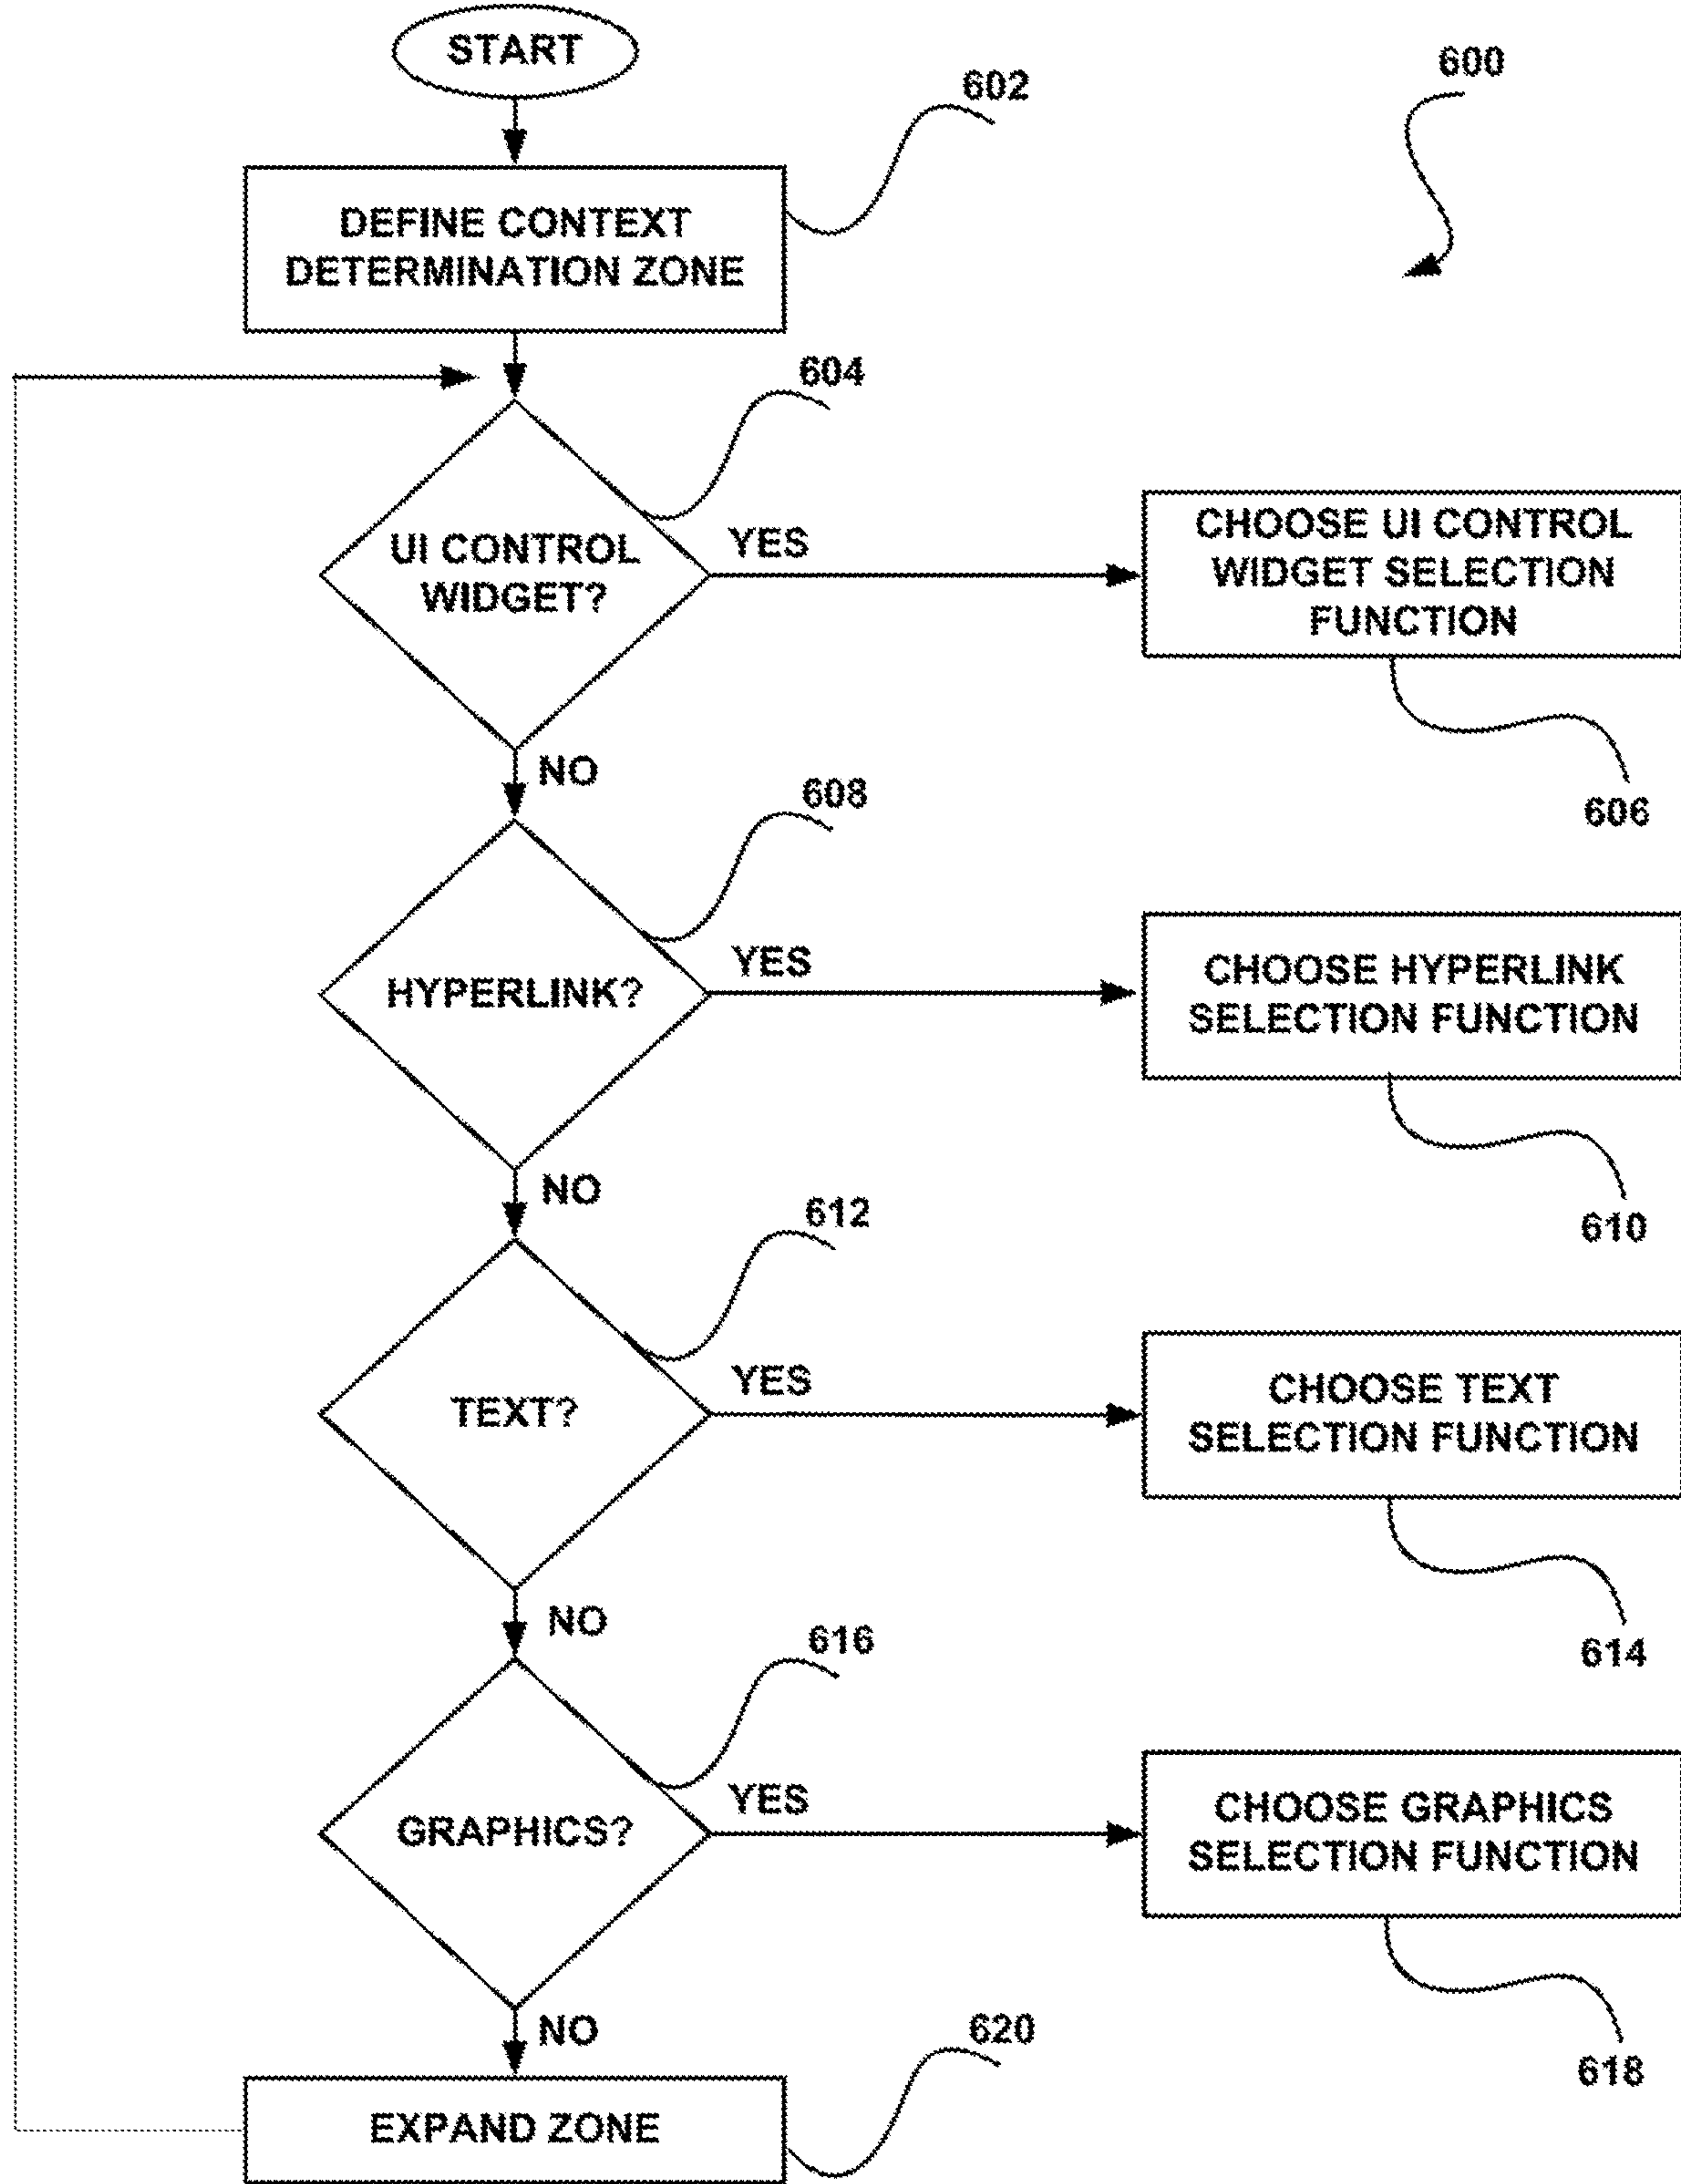 START
602
600
DEFINE CONTEXT
DETERMINATION ZONE
604
UI CONTROL
WIDGET?
YES
CHOOSE UI CONTROL
WIDGET SELECTION
FUNCTION
606
NO
608
HYPERLINK?
YES
CHOOSE HYPERLINK
SELECTION FUNCTION
610
NO
612
TEXT?
YES
CHOOSE TEXT
SELECTION FUNCTION
614
NO
616
GRAPHICS?
YES
CHOOSE GRAPHICS
SELECTION FUNCTION
618
NO
620
EXPAND ZONE